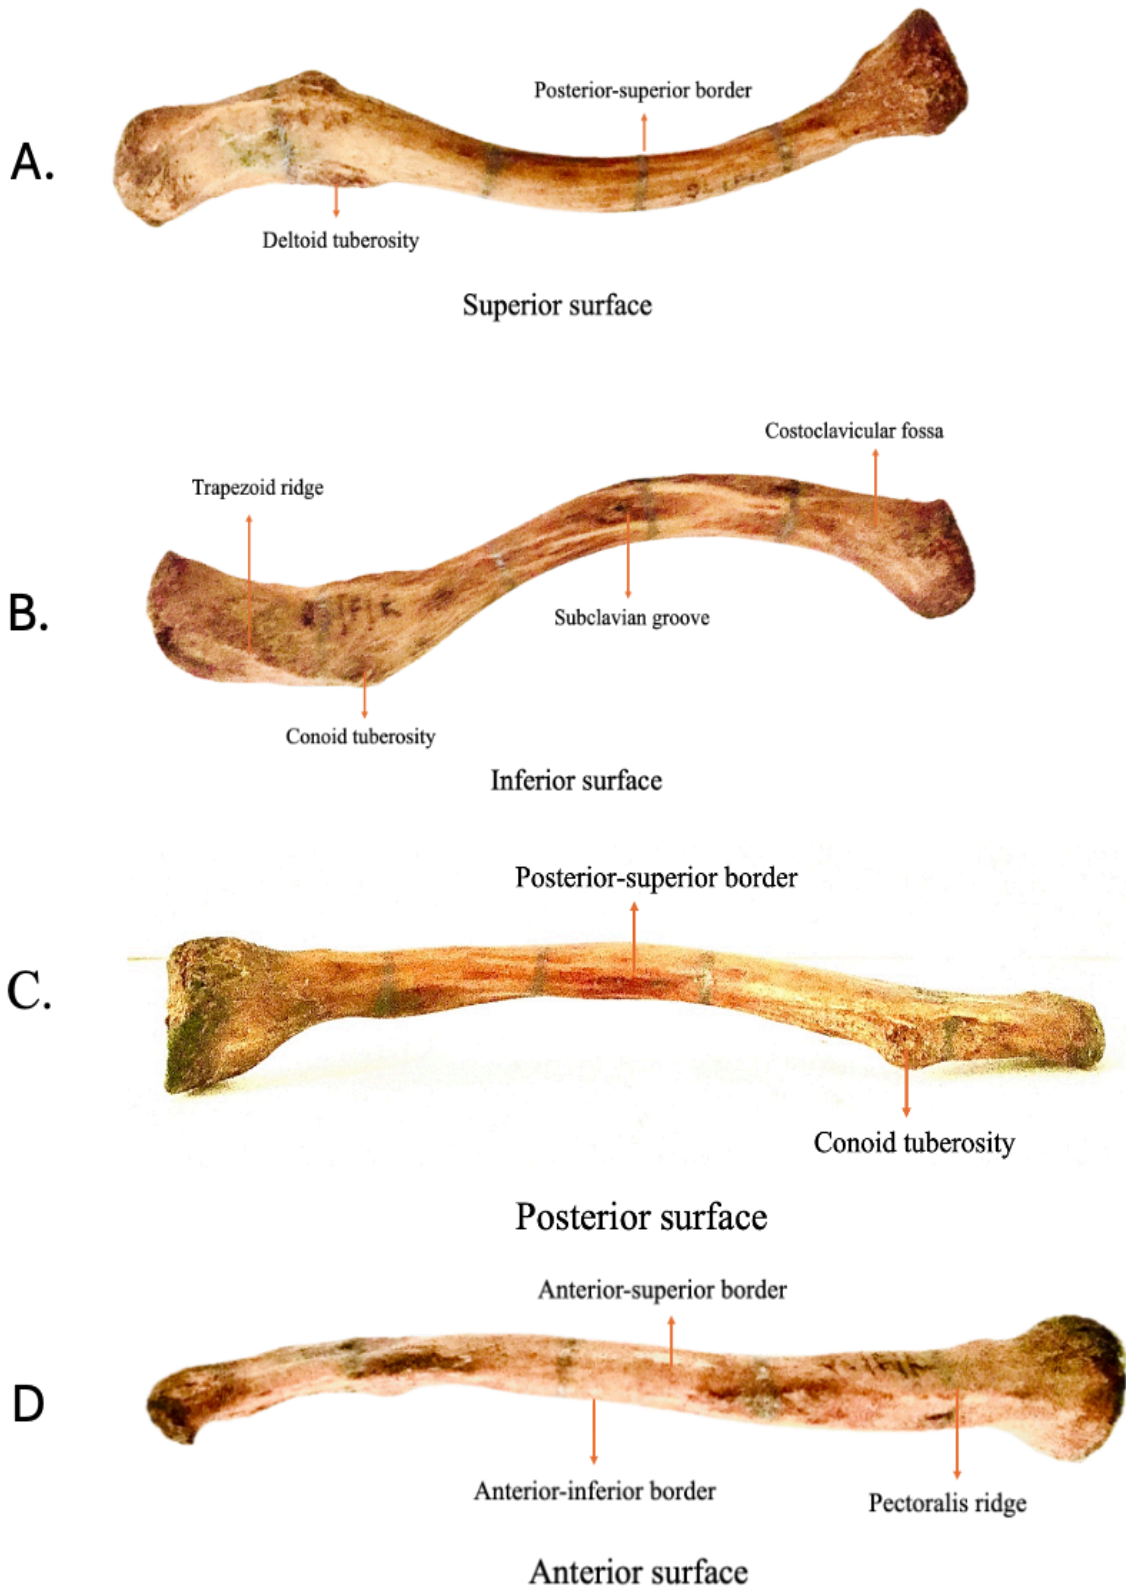 Posterior-superior border
A.
Deltoid tuberosity
Superior surface
Costoclavicular fossa
Trapezoid ridge
B.
Subclavian groove
Conoid tuberosity
Inferior surface
Posterior-superior border
C.
Conoid tuberosity
Posterior surface
Anterior-superior border
D
Anterior-inferior border
Pectoralis ridge
Anterior surface